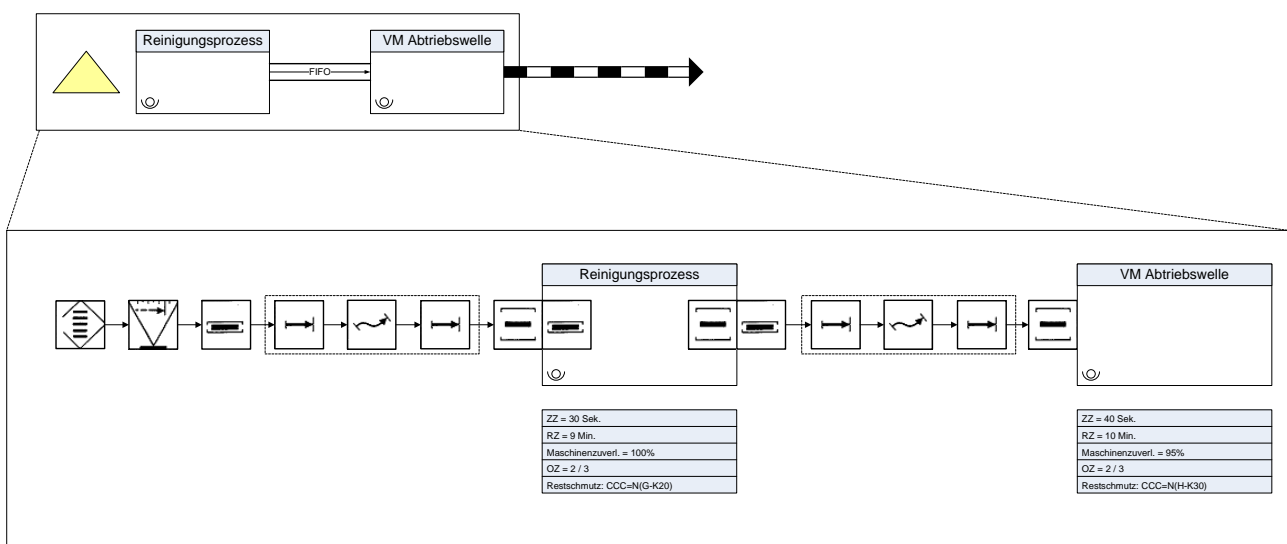 Reinigungsprozess
VM Abtriebswelle
FIFO
Reinigungsprozess
VM Abtriebswelle
ZZ = 30 Sek.
RZ = 9 Min.
Maschinenzuverl. = 100%
OZ = 2 / 3
Restschmutz: CCC=N(G-K20)
ZZ = 40 Sek.
RZ = 10 Min.
Maschinenzuverl. = 95%
OZ = 2 / 3
Restschmutz: CCC=N(H-K30)